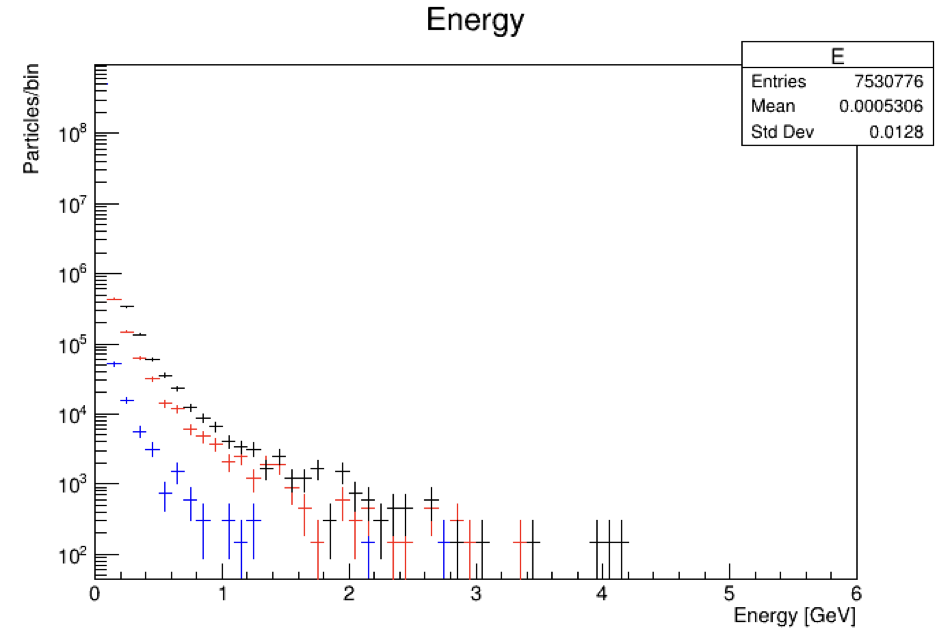 Energy
E
Entries 7530776
Mean 0.0005306
Std Dev 0.0128
Particles/bin
10^8
10^7
10^6
10^5
10^4
10^3
10^2
0 1 2 3 4 5 6
Energy [GeV]